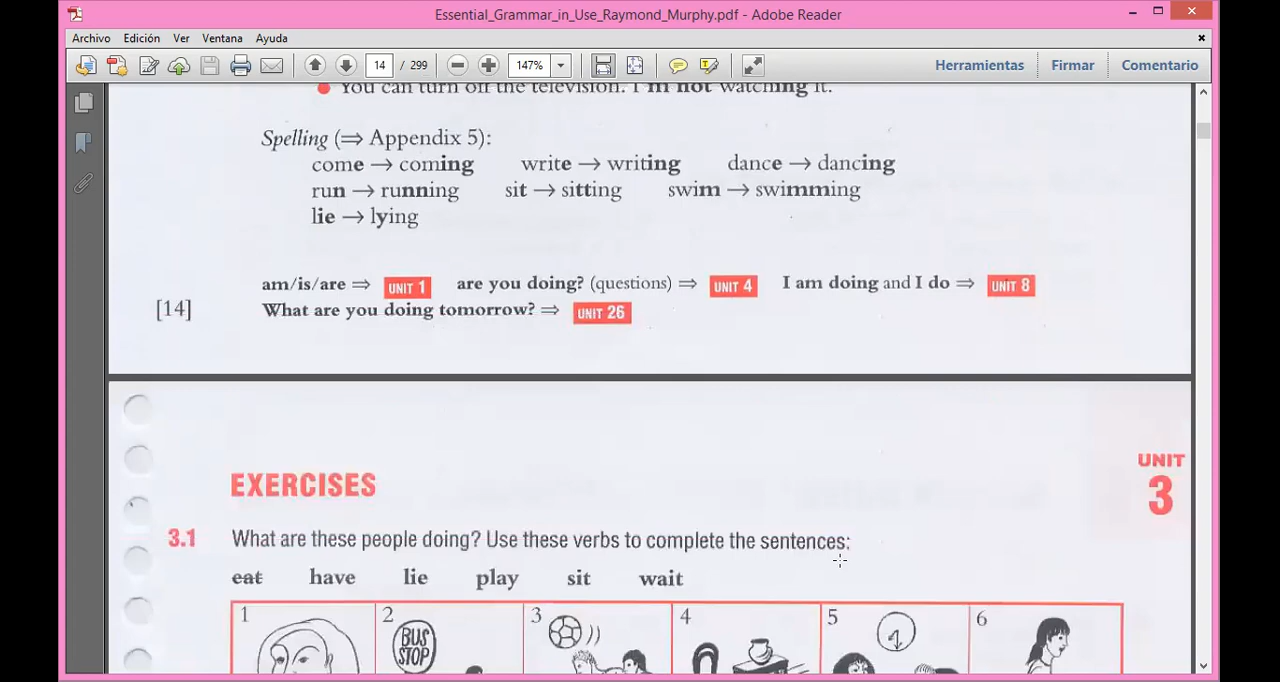 Essential_Grammar_in_Use_Raymond_Murphy.pdf - Adobe Reader
Archivo Edición Ver Ventana Ayuda
14 / 299 147% Herramientas Firmar Comentario
You can turn off the television. I'm not watching it.
Spelling (⇒ Appendix 5):
come → coming write → writing dance → dancing
run → running sit → sitting swim → swimming
lie → lying
am/is/are ⇒ UNIT 1 are you doing? (questions) ⇒ UNIT 4 I am doing and I do ⇒ UNIT 8
[14] What are you doing tomorrow? ⇒ UNIT 26
UNIT
3
EXERCISES
3.1 What are these people doing? Use these verbs to complete the sentences:
eat have lie play sit wait
1 2 3 4 5 6
BUS
STOP